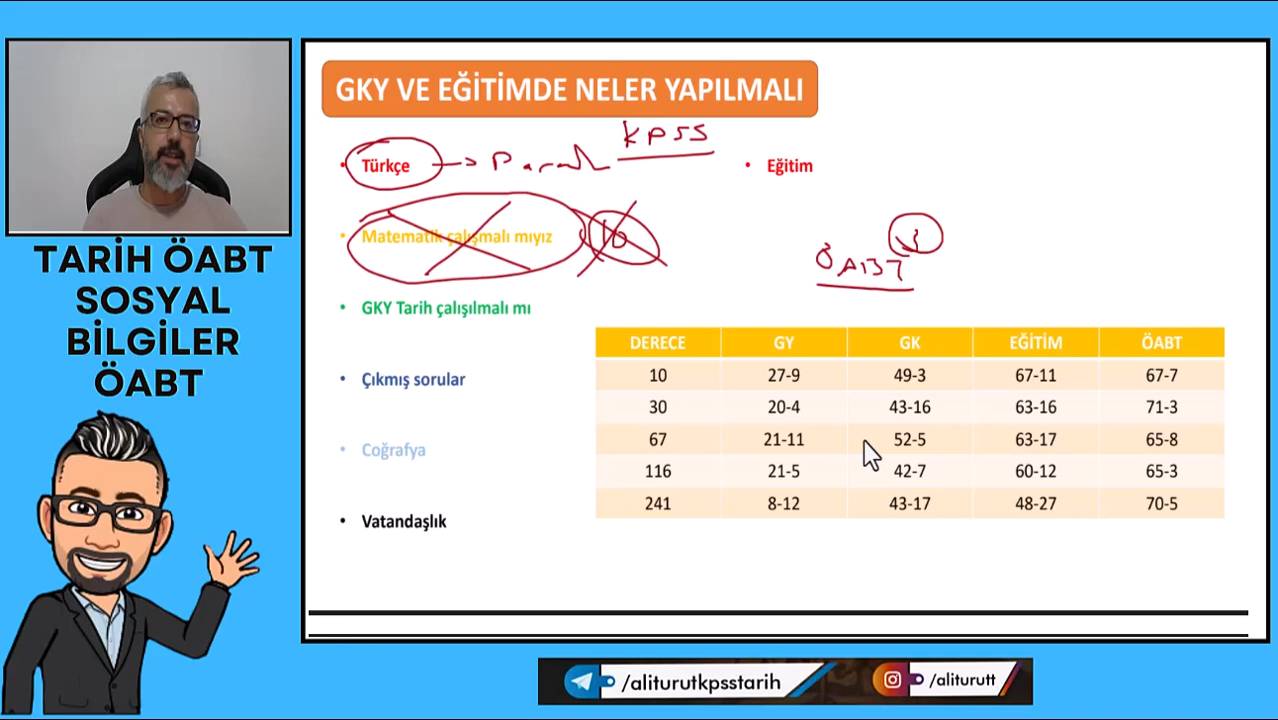 GKY VE EĞİTİMDE NELER YAPILMALI
KPSS
• Türkçe
• Eğitim
• Matematik çalışmalı mıyız
10
ÖABT
• GKY Tarih çalışılmalı mı
• Çıkmış sorular
• Coğrafya
• Vatandaşlık
DERECE GY GK EĞİTİM ÖABT
10 27-9 49-3 67-11 67-7
30 20-4 43-16 63-16 71-3
67 21-11 52-5 63-17 65-8
116 21-5 42-7 60-12 65-3
241 8-12 43-17 48-27 70-5
TARİH ÖABT
SOSYAL
BİLGİLER
ÖABT
/aliturutkpsstarih
/aliturutt